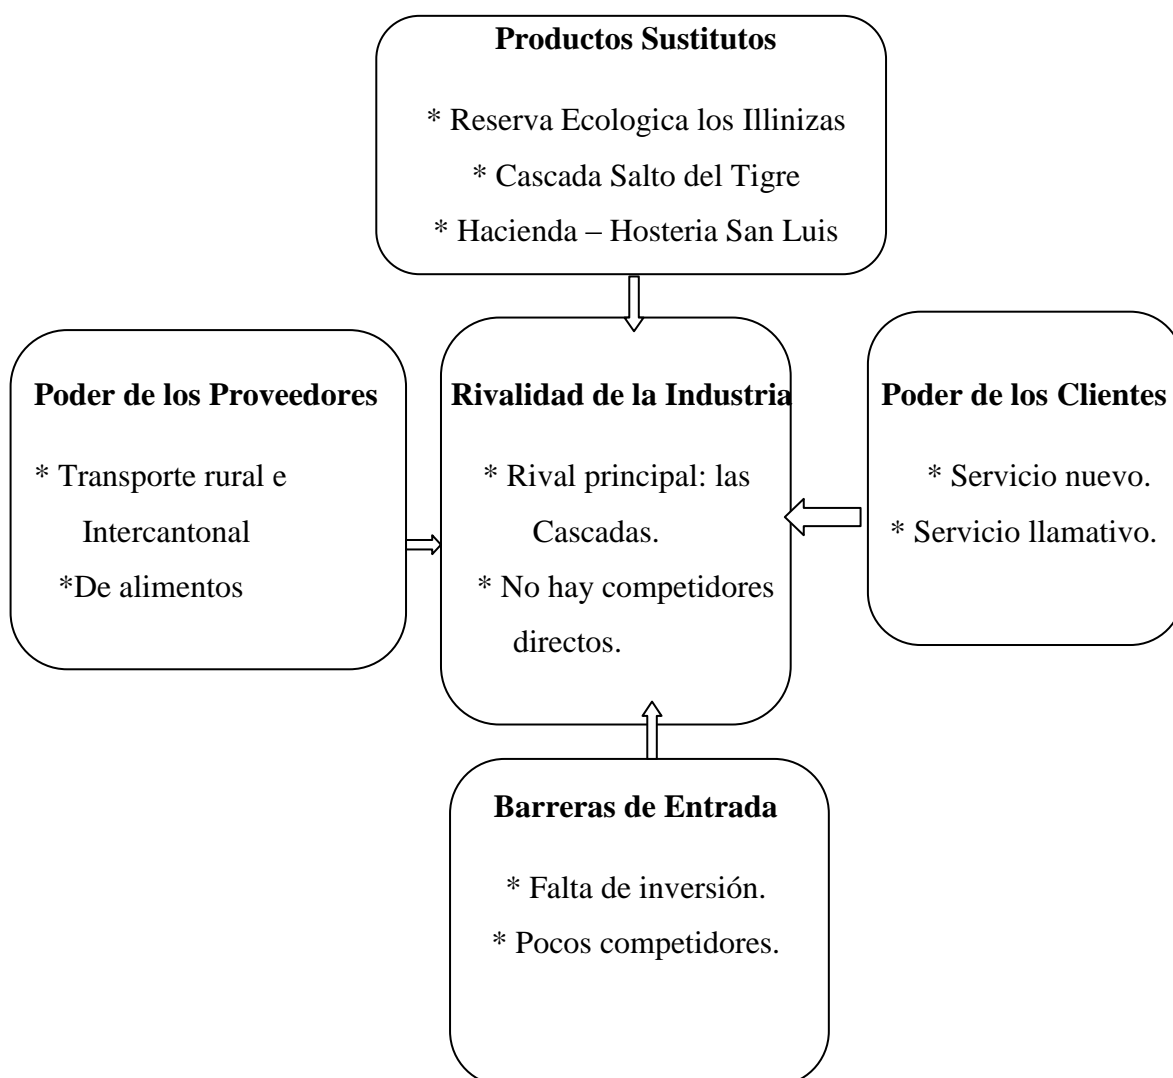 Productos Sustitutos
* Reserva Ecologica los Illinizas
* Cascada Salto del Tigre
* Hacienda – Hosteria San Luis
Poder de los Proveedores
* Transporte rural e
Intercantonal
*De alimentos
Rivalidad de la Industria
* Rival principal: las
Cascadas.
* No hay competidores
directos.
Poder de los Clientes
* Servicio nuevo.
* Servicio llamativo.
Barreras de Entrada
* Falta de inversión.
* Pocos competidores.